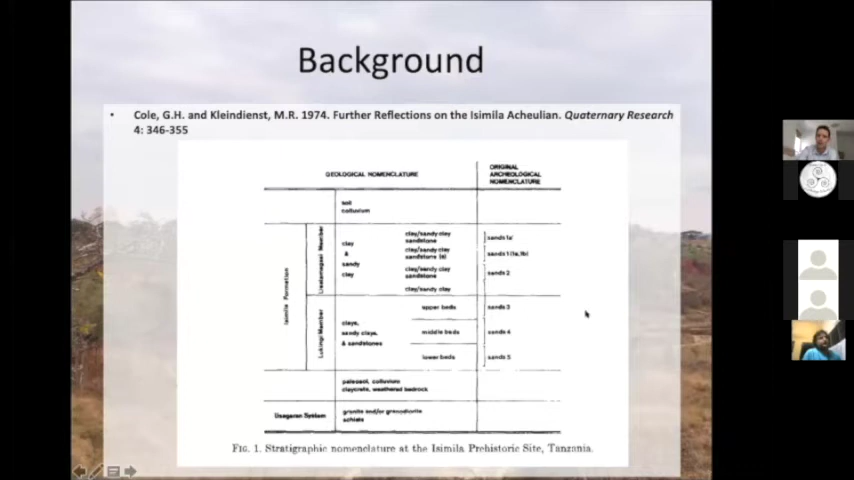 Background
• Cole, G.H. and Kleindienst, M.R. 1974. Further Reflections on the Isimila Acheulian. Quaternary Research
4: 346-355
GEOLOGICAL NOMENCLATURE
ORIGINAL
ARCHEOLOGICAL
NOMENCLATURE
soil
colluvium
Isimila Formation
Member
clay
&
sandy
clay
clay/sandy clay
sandstone
clay/sandy clay
sandstone (s)
clay/sandy clay
sandstone
clay/sandy clay
sands 1a
sands 1 (1a, 1b)
sands 2
Lukingi Member
clays,
sandy clays,
& sandstones
upper beds
middle beds
lower beds
sands 3
sands 4
sands 5
paleosol, colluvium
claycrete, weathered bedrock
Usagaran System
granite and/or granodiorite
schists
FIG. 1. Stratigraphic nomenclature at the Isimila Prehistoric Site, Tanzania.